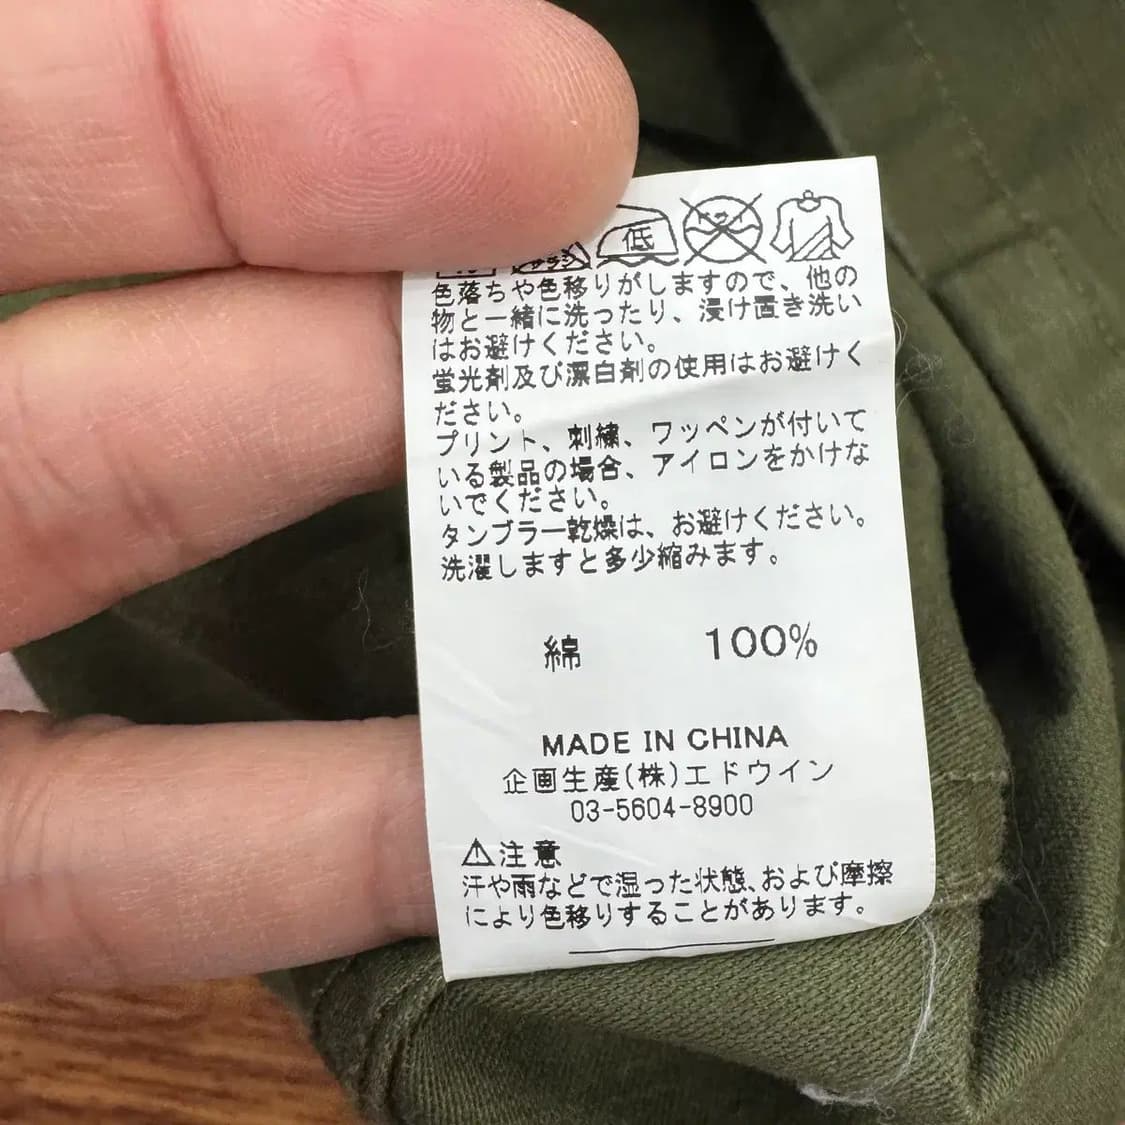 低
色落ちや色移りがしますので、他の
物と一緒に洗ったり、浸け置き洗い
はお避けください。
蛍光剤及び漂白剤の使用はお避けく
ださい。
プリント、刺繍、ワッペンが付いて
いる製品の場合、アイロンをかけな
いでください。
タンブラー乾燥は、お避けください。
洗濯しますと多少縮みます。
綿 100%
MADE IN CHINA
企画生産(株)エドウイン
03-5604-8900
⚠注意
汗や雨などで湿った状態、および摩擦
により色移りすることがあります。